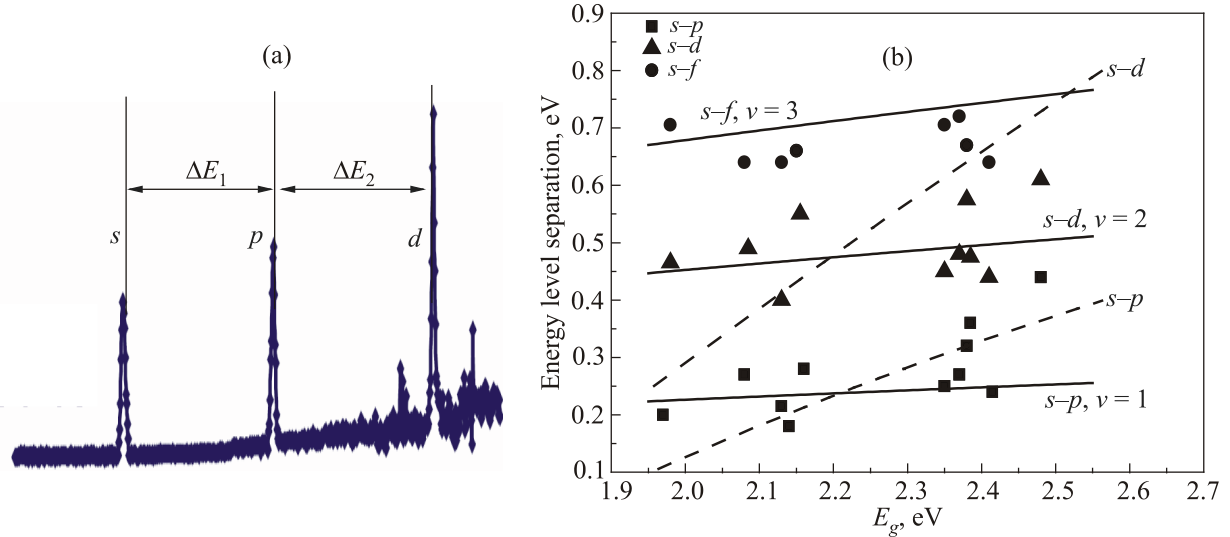 (a)
ΔE₁
ΔE₂
s
p
d
■ s–p
▲ s–d
● s–f
(b)
s–d
s–f, ν = 3
s–d, ν = 2
s–p
s–p, ν = 1
Energy level separation, eV
0.9
0.8
0.7
0.6
0.5
0.4
0.3
0.2
0.1
1.9 2.0 2.1 2.2 2.3 2.4 2.5 2.6 2.7
E_g, eV